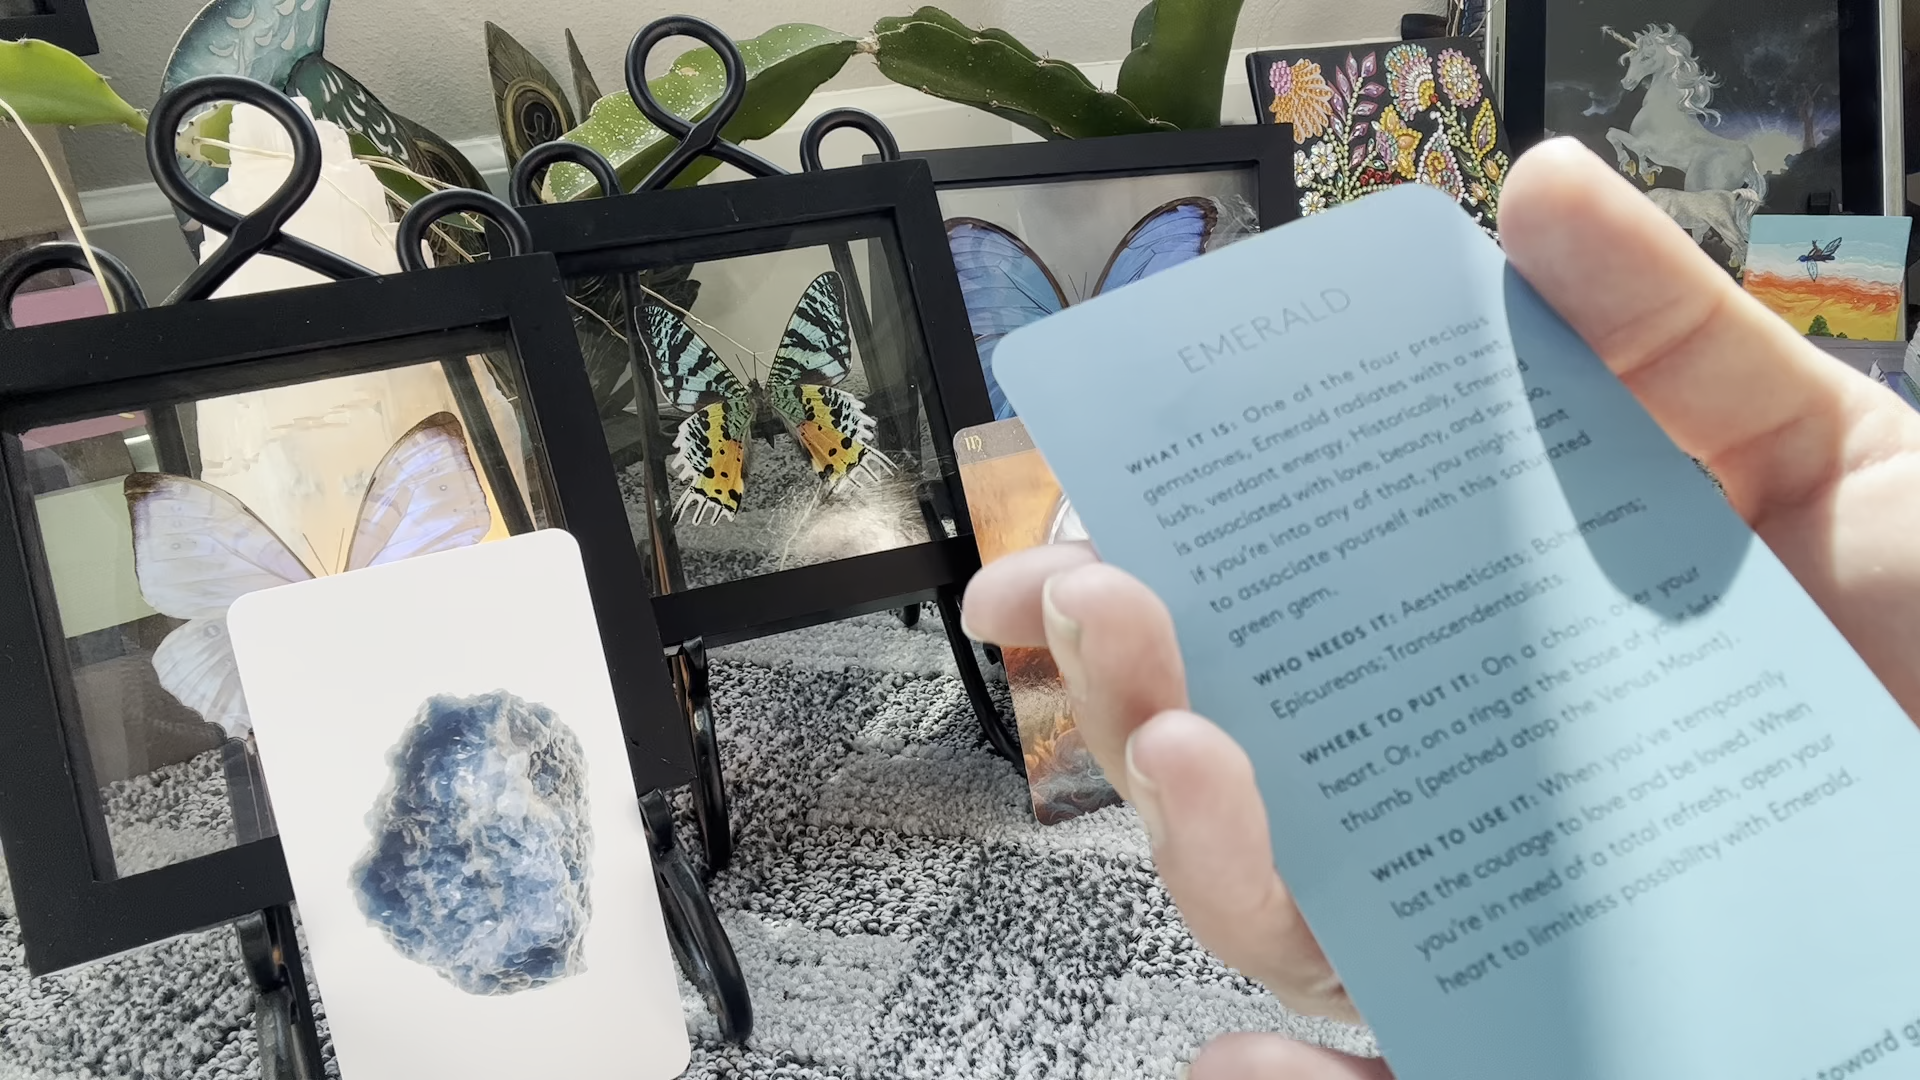 EMERALD
WHAT IT IS: One of the four precious
gemstones, Emerald radiates with a wet,
lush, verdant energy. Historically, Emerald
is associated with love, beauty, and sex. So,
if you're into any of that, you might want
to associate yourself with this saturated
green gem.
WHO NEEDS IT: Aestheticists; Bohemians;
Epicureans; Transcendentalists.
WHERE TO PUT IT: On a chain, over your
heart. Or, on a ring at the base of your left
thumb (perched atop the Venus Mount).
WHEN TO USE IT: When you've temporarily
lost the courage to love and be loved. When
you're in need of a total refresh, open your
heart to limitless possibility with Emerald.
toward